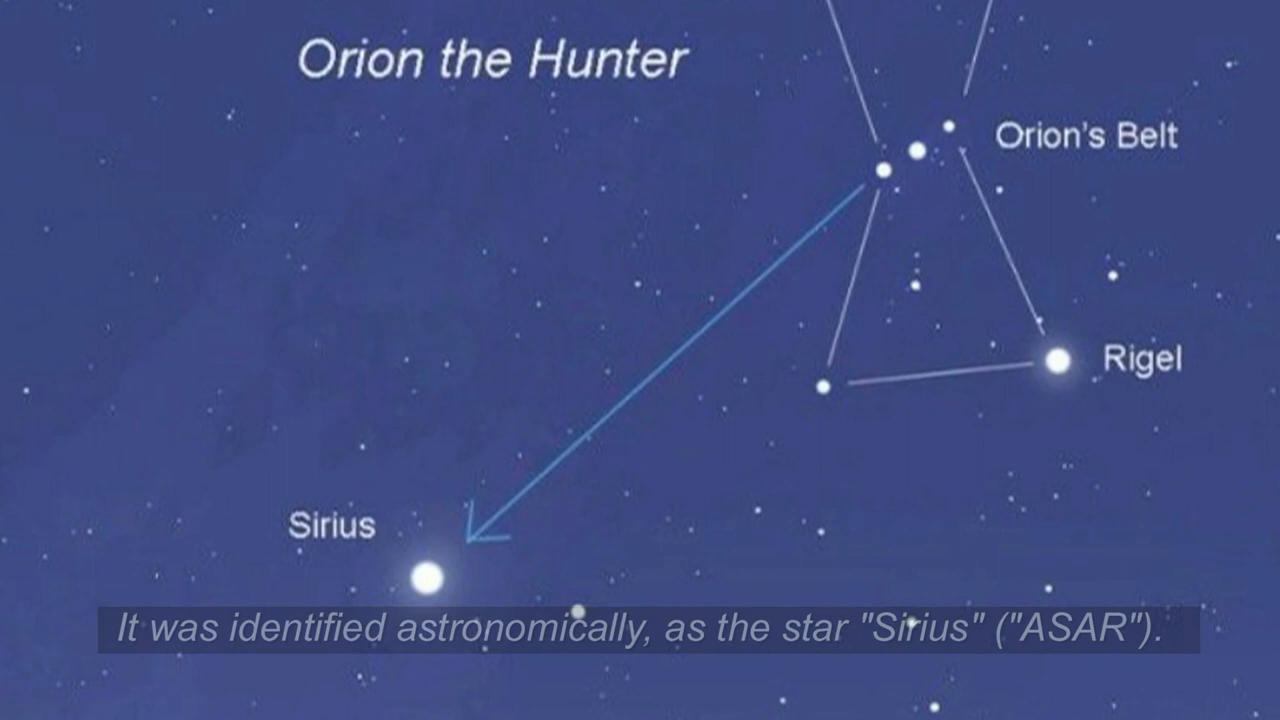 Orion the Hunter
Orion's Belt
Rigel
Sirius
It was identified astronomically, as the star "Sirius" ("ASAR").